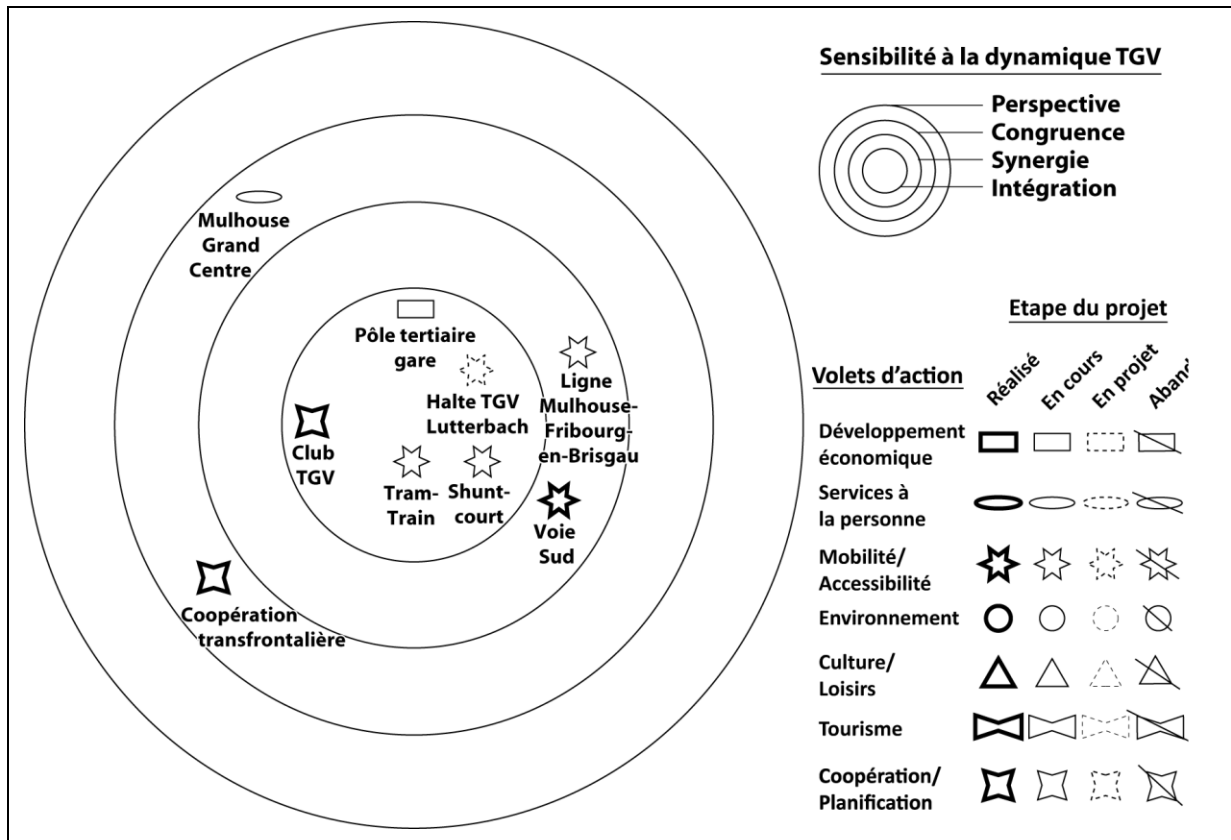 Mulhouse
Grand
Centre
Pôle tertiaire
gare
Halte TGV
Lutterbach
Ligne
Mulhouse-
Fribourg-
en-Brisgau
Club
TGV
Tram-
Train
Shunt-
court
Voie
Sud
Coopération
transfrontalière
Sensibilité à la dynamique TGV
Perspective
Congruence
Synergie
Intégration
Etape du projet
Volets d’action
Réalisé
En cours
En projet
Aband
Développement
économique
Services à
la personne
Mobilité/
Accessibilité
Environnement
Culture/
Loisirs
Tourisme
Coopération/
Planification